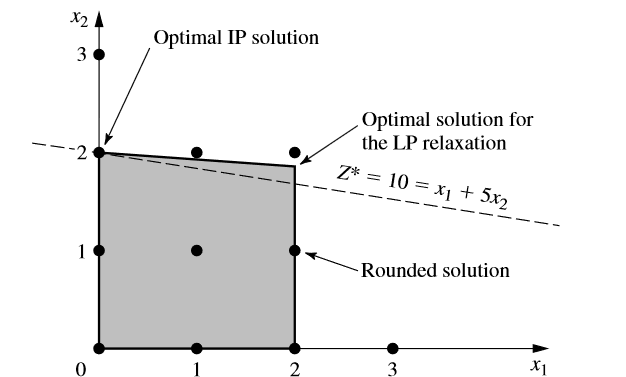 x₂
Optimal IP solution
3
Optimal solution for
the LP relaxation
2
Z* = 10 = x₁ + 5x₂
1
Rounded solution
0
1
2
3
x₁